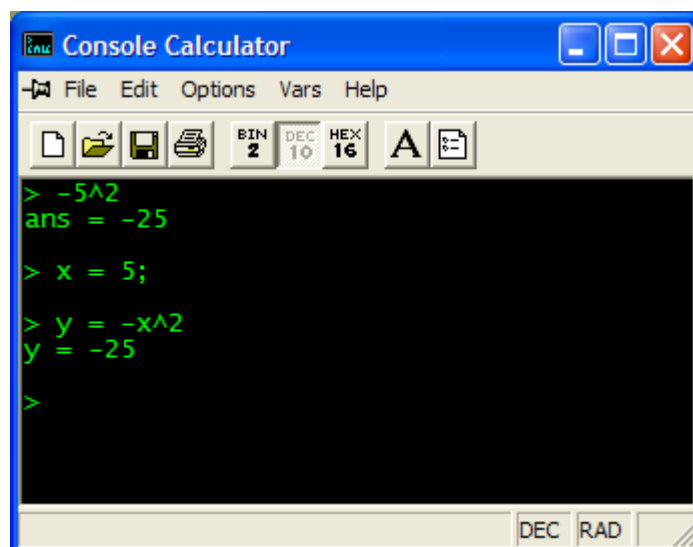 Console Calculator
File Edit Options Vars Help
BIN 2 DEC 10 HEX 16 A
> -5^2
ans = -25
> x = 5;
> y = -x^2
y = -25
>
DEC RAD